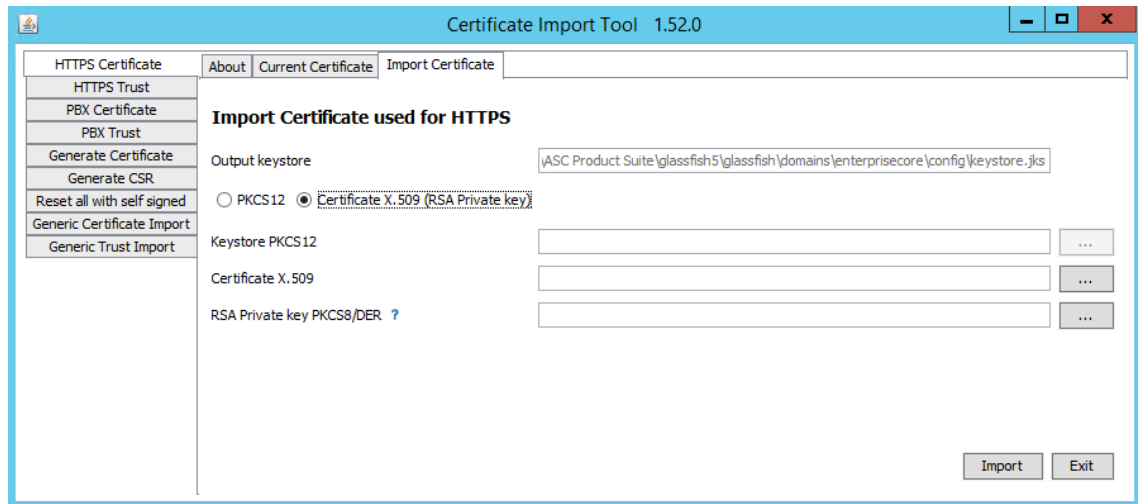 Certificate Import Tool 1.52.0
HTTPS Certificate
HTTPS Trust
PBX Certificate
PBX Trust
Generate Certificate
Generate CSR
Reset all with self signed
Generic Certificate Import
Generic Trust Import
About
Current Certificate
Import Certificate
Import Certificate used for HTTPS
Output keystore
\ASC Product Suite\glassfish5\glassfish\domains\enterprisecore\config\keystore.jks
PKCS12
Certificate X.509 (RSA Private key)
Keystore PKCS12
...
Certificate X.509
...
RSA Private key PKCS8/DER ?
...
Import
Exit